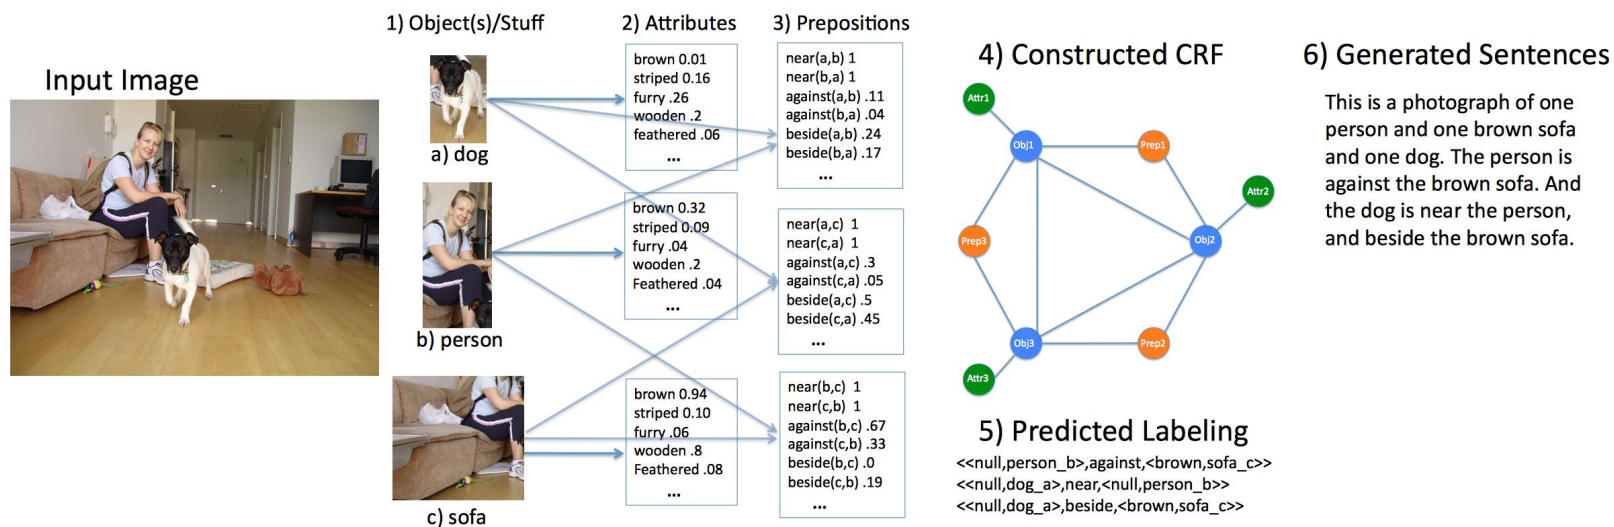 Input Image
1) Object(s)/Stuff
a) dog
b) person
c) sofa
2) Attributes
brown 0.01
striped 0.16
furry .26
wooden .2
feathered .06
...
brown 0.32
striped 0.09
furry .04
wooden .2
Feathered .04
...
brown 0.94
striped 0.10
furry .06
wooden .8
Feathered .08
...
3) Prepositions
near(a,b) 1
near(b,a) 1
against(a,b) .11
against(b,a) .04
beside(a,b) .24
beside(b,a) .17
...
near(a,c) 1
near(c,a) 1
against(a,c) .3
against(c,a) .05
beside(a,c) .5
beside(c,a) .45
...
near(b,c) 1
near(c,b) 1
against(b,c) .67
against(c,b) .33
beside(b,c) .0
beside(c,b) .19
...
4) Constructed CRF
Attr1
Obj1
Prep1
Attr2
Prep3
Obj2
Obj3
Prep2
Attr3
5) Predicted Labeling
<<null,person_b>,against,<brown,sofa_c>>
<<null,dog_a>,near,<null,person_b>>
<<null,dog_a>,beside,<brown,sofa_c>>
6) Generated Sentences
This is a photograph of one
person and one brown sofa
and one dog. The person is
against the brown sofa. And
the dog is near the person,
and beside the brown sofa.